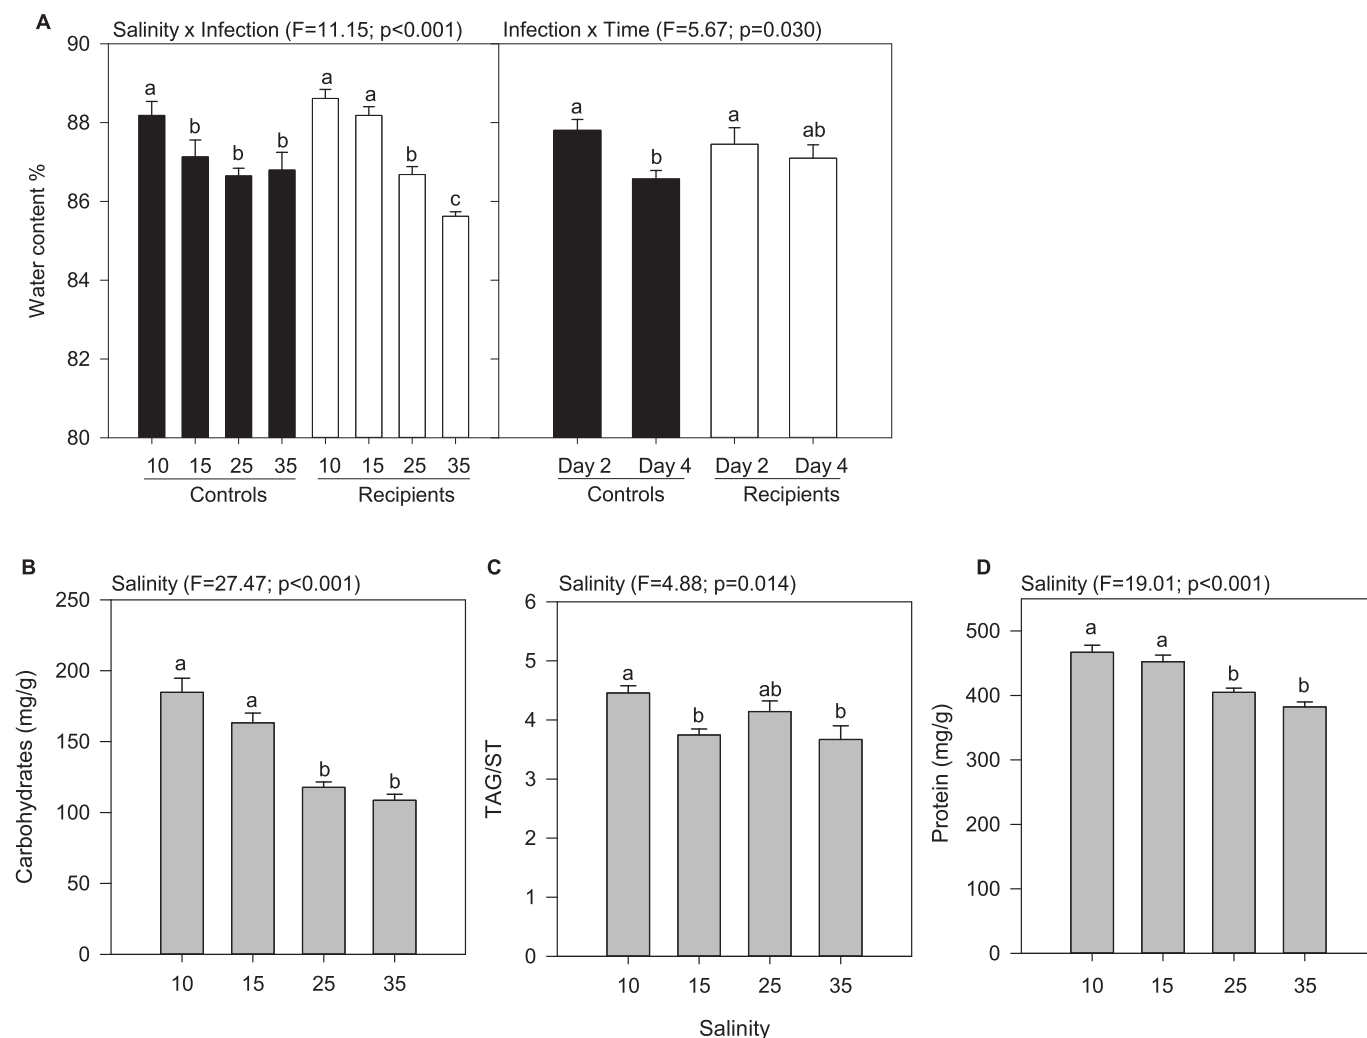 A
Salinity x Infection (F=11.15; p<0.001)
Infection x Time (F=5.67; p=0.030)
90
88
86
84
82
80
Water content %
a
b
b
b
a
a
b
c
a
b
a
ab
10 15 25 35 10 15 25 35
Day 2 Day 4 Day 2 Day 4
Controls Recipients Controls Recipients
B
Salinity (F=27.47; p<0.001)
250
200
150
100
50
0
Carbohydrates (mg/g)
a
a
b
b
10 15 25 35
C
Salinity (F=4.88; p=0.014)
6
5
4
3
2
1
0
TAG/ST
a
b
ab
b
10 15 25 35
Salinity
D
Salinity (F=19.01; p<0.001)
500
400
300
200
100
0
Protein (mg/g)
a
a
b
b
10 15 25 35